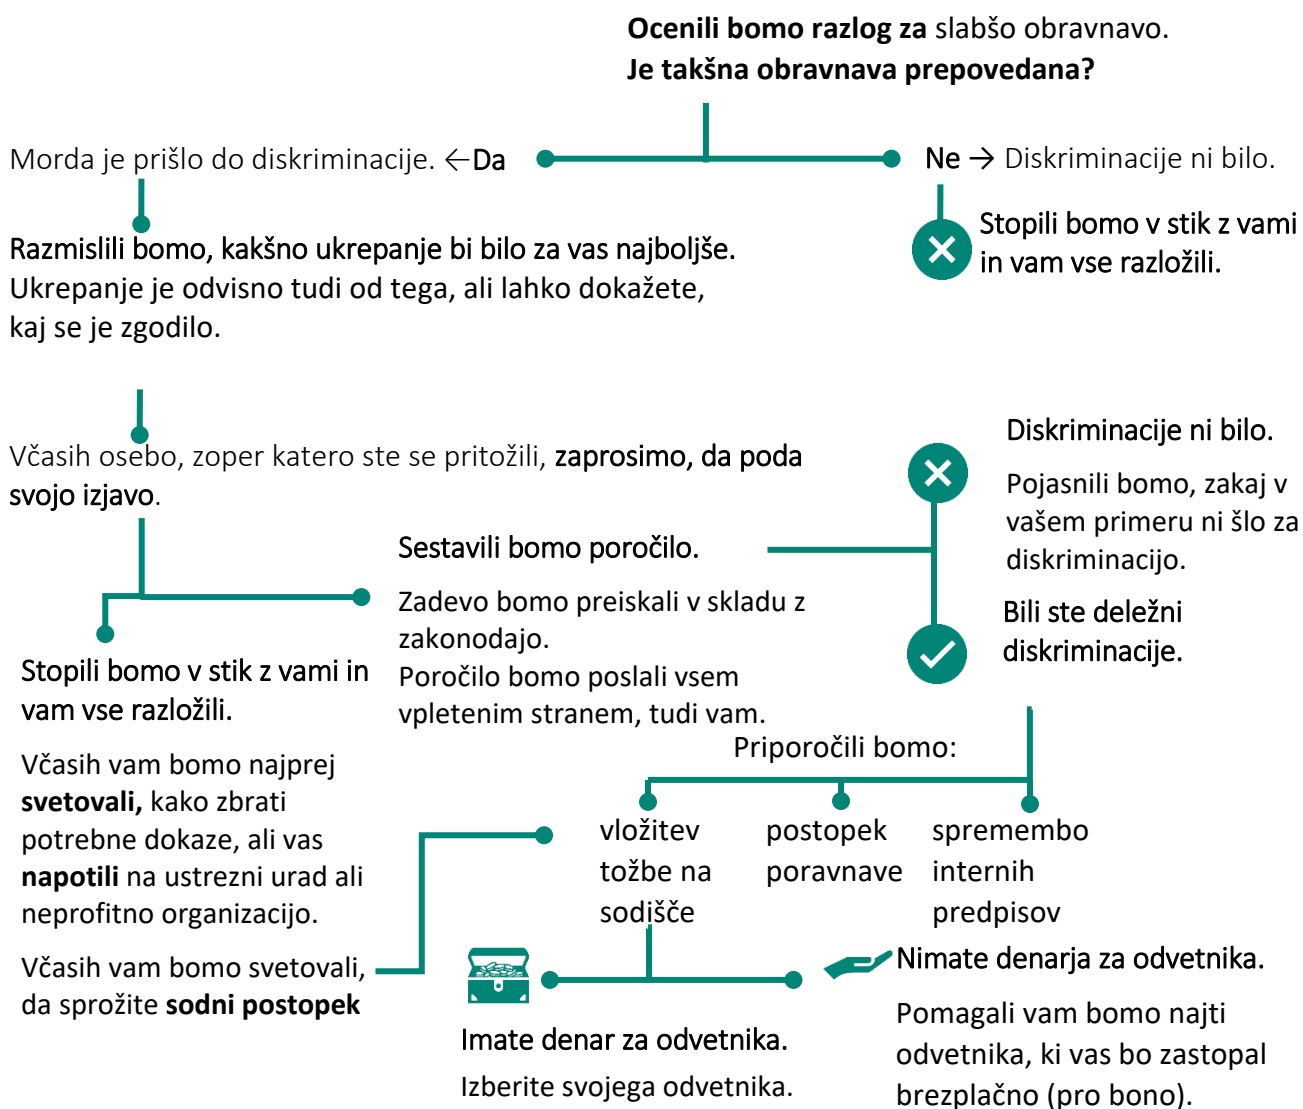 Ocenili bomo razlog za slabšo obravnavo.
Je takšna obravnava prepovedana?
Morda je prišlo do diskriminacije. ←Da
Ne → Diskriminacije ni bilo.
Stopili bomo v stik z vami
in vam vse razložili.
Razmislili bomo, kakšno ukrepanje bi bilo za vas najboljše.
Ukrepanje je odvisno tudi od tega, ali lahko dokažete,
kaj se je zgodilo.
Včasih osebo, zoper katero ste se pritožili, zaprosimo, da poda
svojo izjavo.
Sestavili bomo poročilo.
Zadevo bomo preiskali v skladu z
zakonodajo.
Poročilo bomo poslali vsem
vpletenim stranem, tudi vam.
Diskriminacije ni bilo.
Pojasnili bomo, zakaj v
vašem primeru ni šlo za
diskriminacijo.
Bili ste deležni
diskriminacije.
Stopili bomo v stik z vami in
vam vse razložili.
Včasih vam bomo najprej
svetovali, kako zbrati
potrebne dokaze, ali vas
napotili na ustrezni urad ali
neprofitno organizacijo.
Včasih vam bomo svetovali,
da sprožite sodni postopek
Priporočili bomo:
vložitev
tožbe na
sodišče
postopek
poravnave
spremembo
internih
predpisov
Imate denar za odvetnika.
Izberite svojega odvetnika.
Nimate denarja za odvetnika.
Pomagali vam bomo najti
odvetnika, ki vas bo zastopal
brezplačno (pro bono).